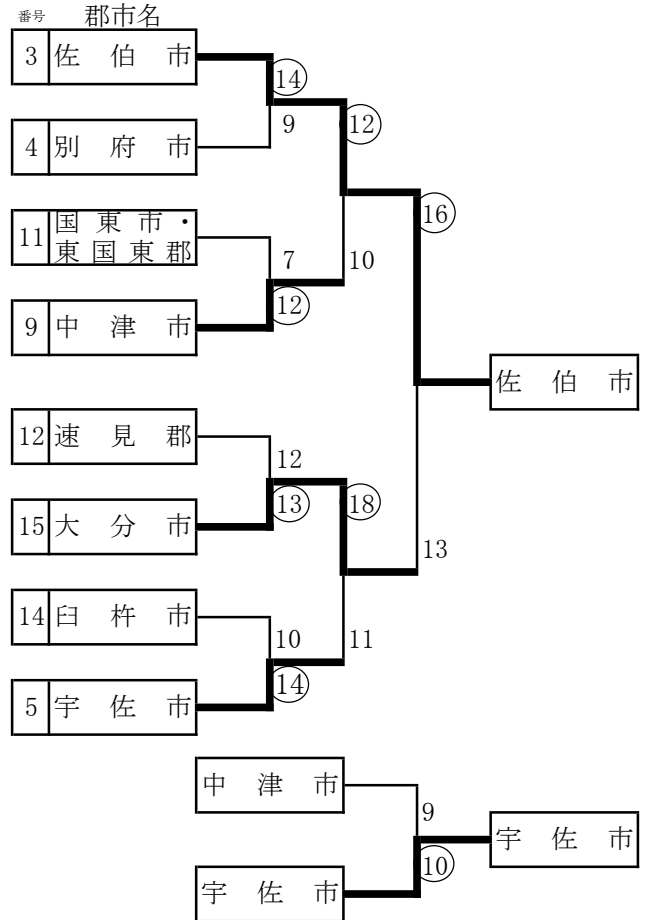 番号 郡市名
3 佐伯市
14
9
12
4 別府市
16
11 国東市・
東国東郡
7
10
12
9 中津市
佐伯市
12 速見郡
12
13
18
15 大分市
13
14 臼杵市
10
11
14
5 宇佐市
中津市
9
宇佐市
10
宇佐市